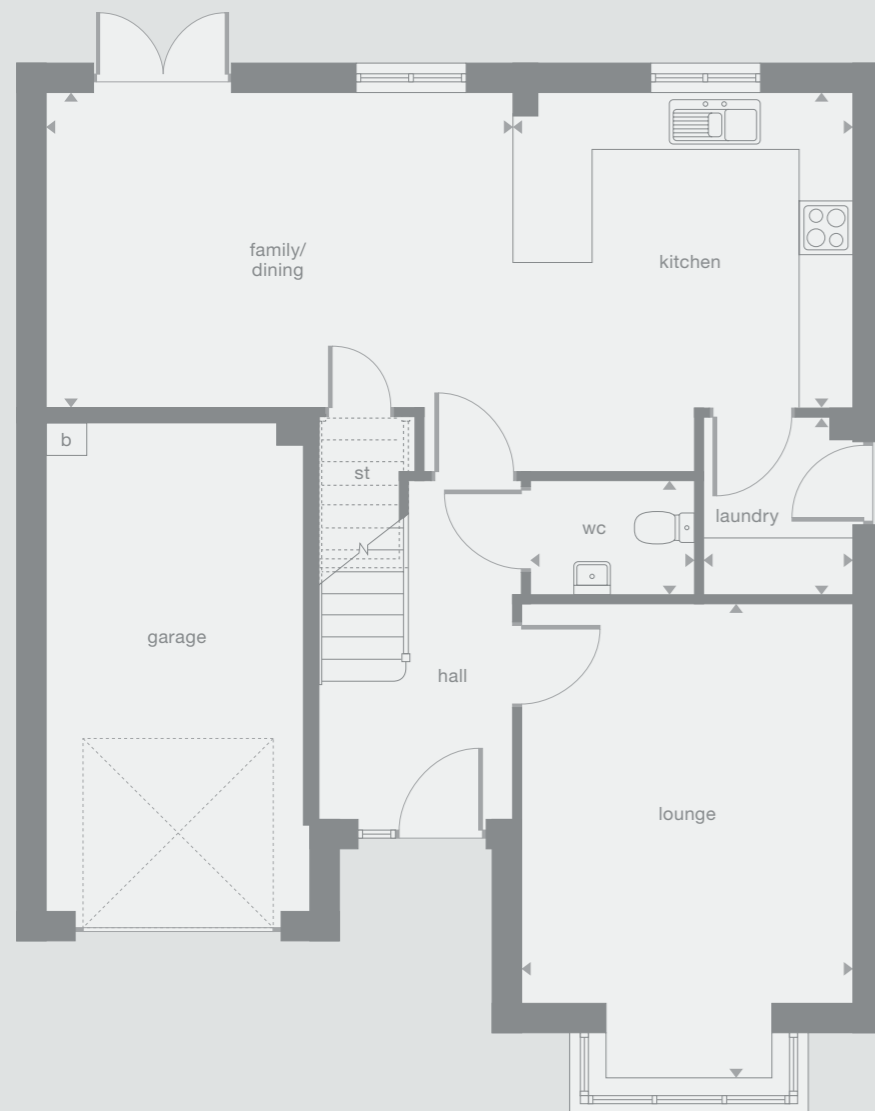 family/
dining
kitchen
b
st
laundry
wc
garage
hall
lounge